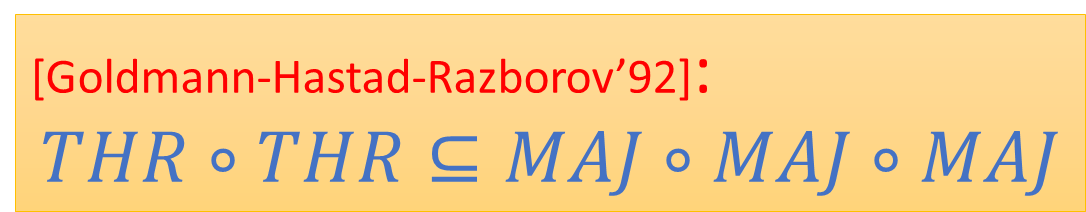 [Goldmann-Hastad-Razborov’92]:
THR ∘ THR ⊆ MAJ ∘ MAJ ∘ MAJ